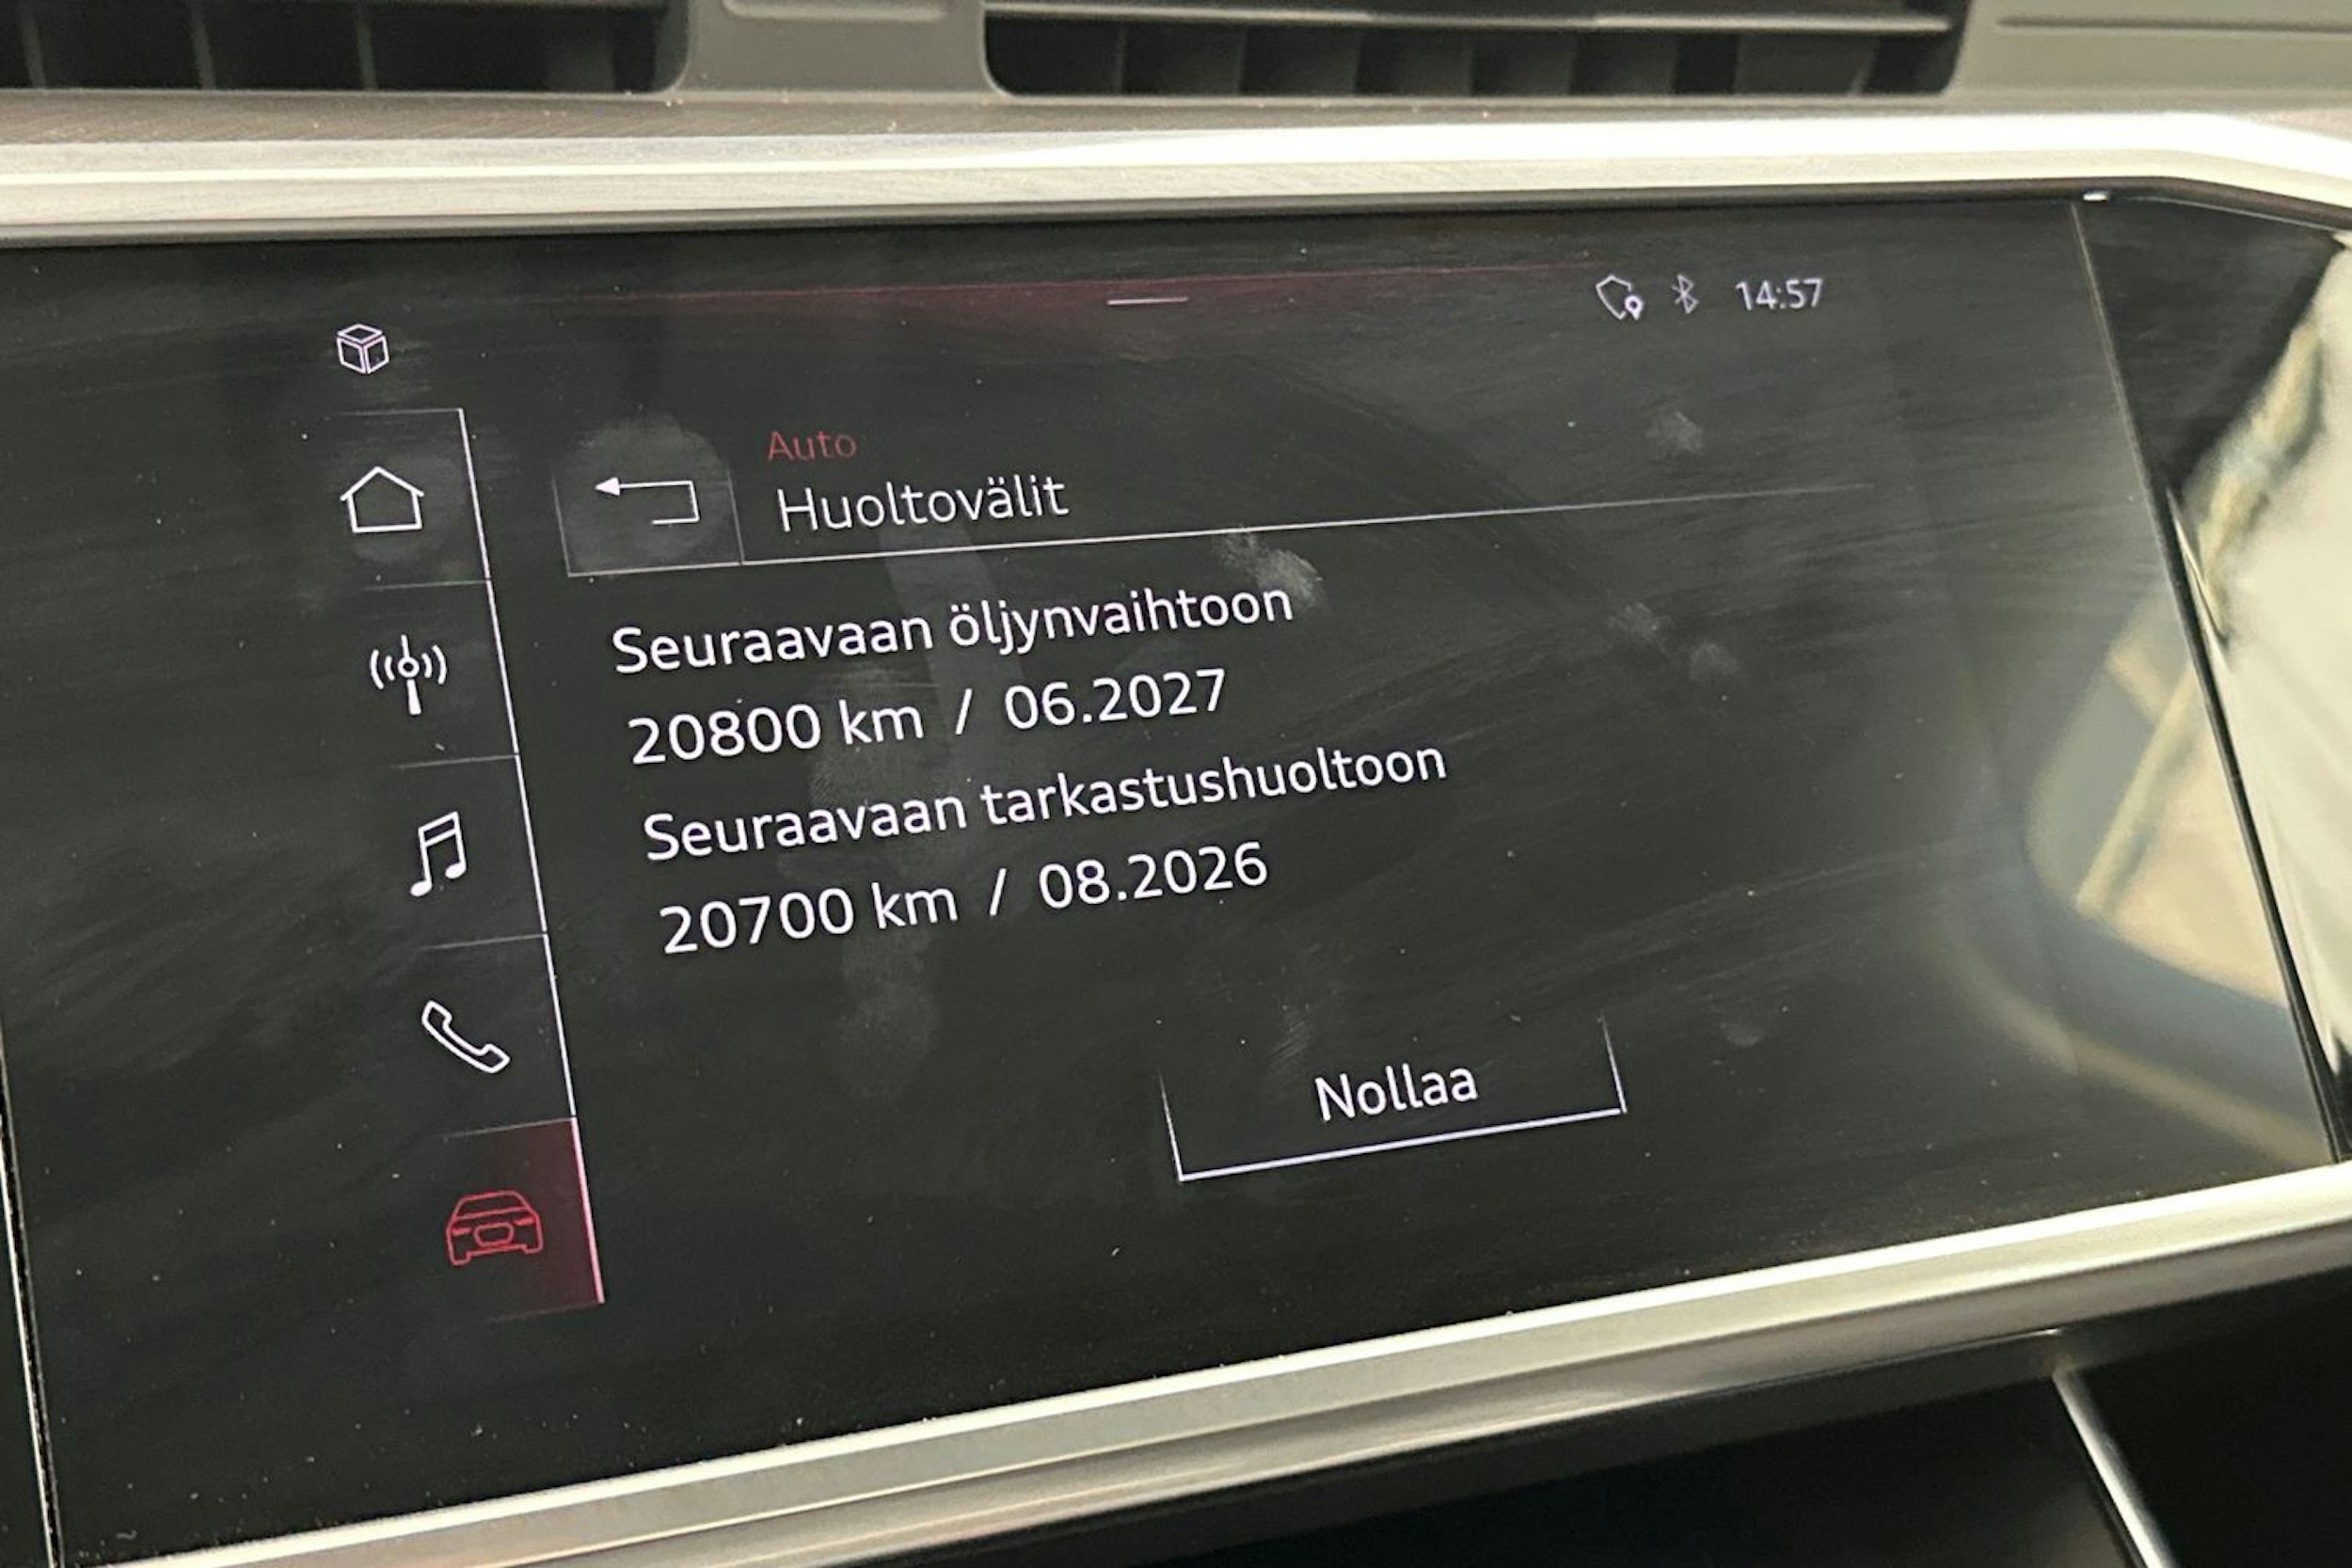 14:57
Auto
Huoltovälit
Seuraavaan öljynvaihtoon
20800 km / 06.2027
Seuraavaan tarkastushuoltoon
20700 km / 08.2026
Nollaa